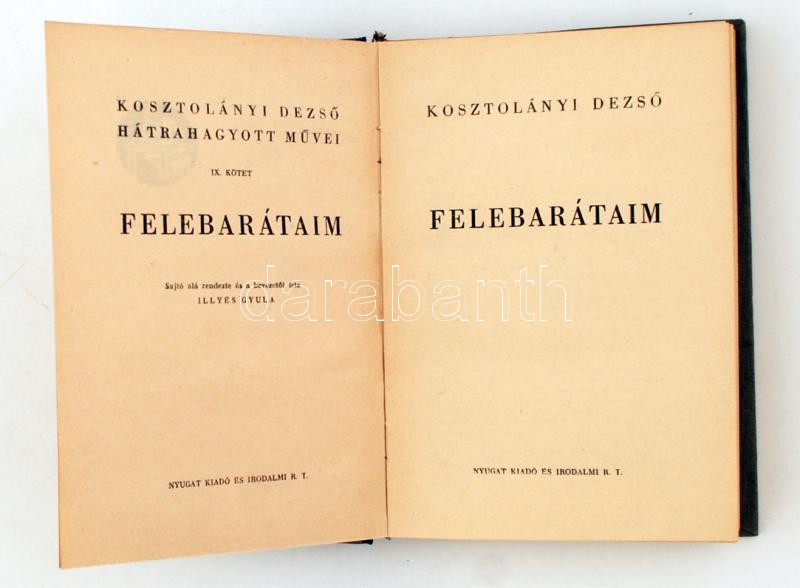 KOSZTOLÁNYI DEZSŐ
HÁTRAHAGYOTT MŰVEI
IX. KÖTET
FELEBARÁTAIM
Sajtó alá rendezte és a bevezetőt írta
ILLYÉS GYULA
NYUGAT KIADÓ ÉS IRODALMI R. T.
KOSZTOLÁNYI DEZSŐ
FELEBARÁTAIM
NYUGAT KIADÓ ÉS IRODALMI R. T.
darabanth